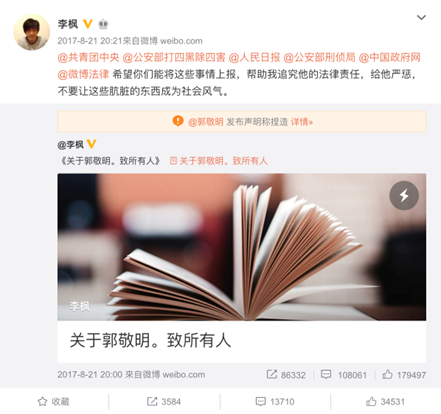 李枫
2017-8-21 20:21來自微博 weibo.com
@共青团中央 @公安部打四黑除四害 @人民日报 @公安部刑侦局 @中国政府网
@微博法律 希望你们能将这些事情上报，帮助我追究他的法律责任，给他严惩，
不要让这些肮脏的东西成为社会风气。
@郭敬明 发布声明称捏造 详情»
@李枫
《关于郭敬明。致所有人》 关于郭敬明。致所有人
李枫
关于郭敬明。致所有人
2017-8-21 20:00 來自微博 weibo.com 86332 108061 179497
收藏 3584 13710 34531